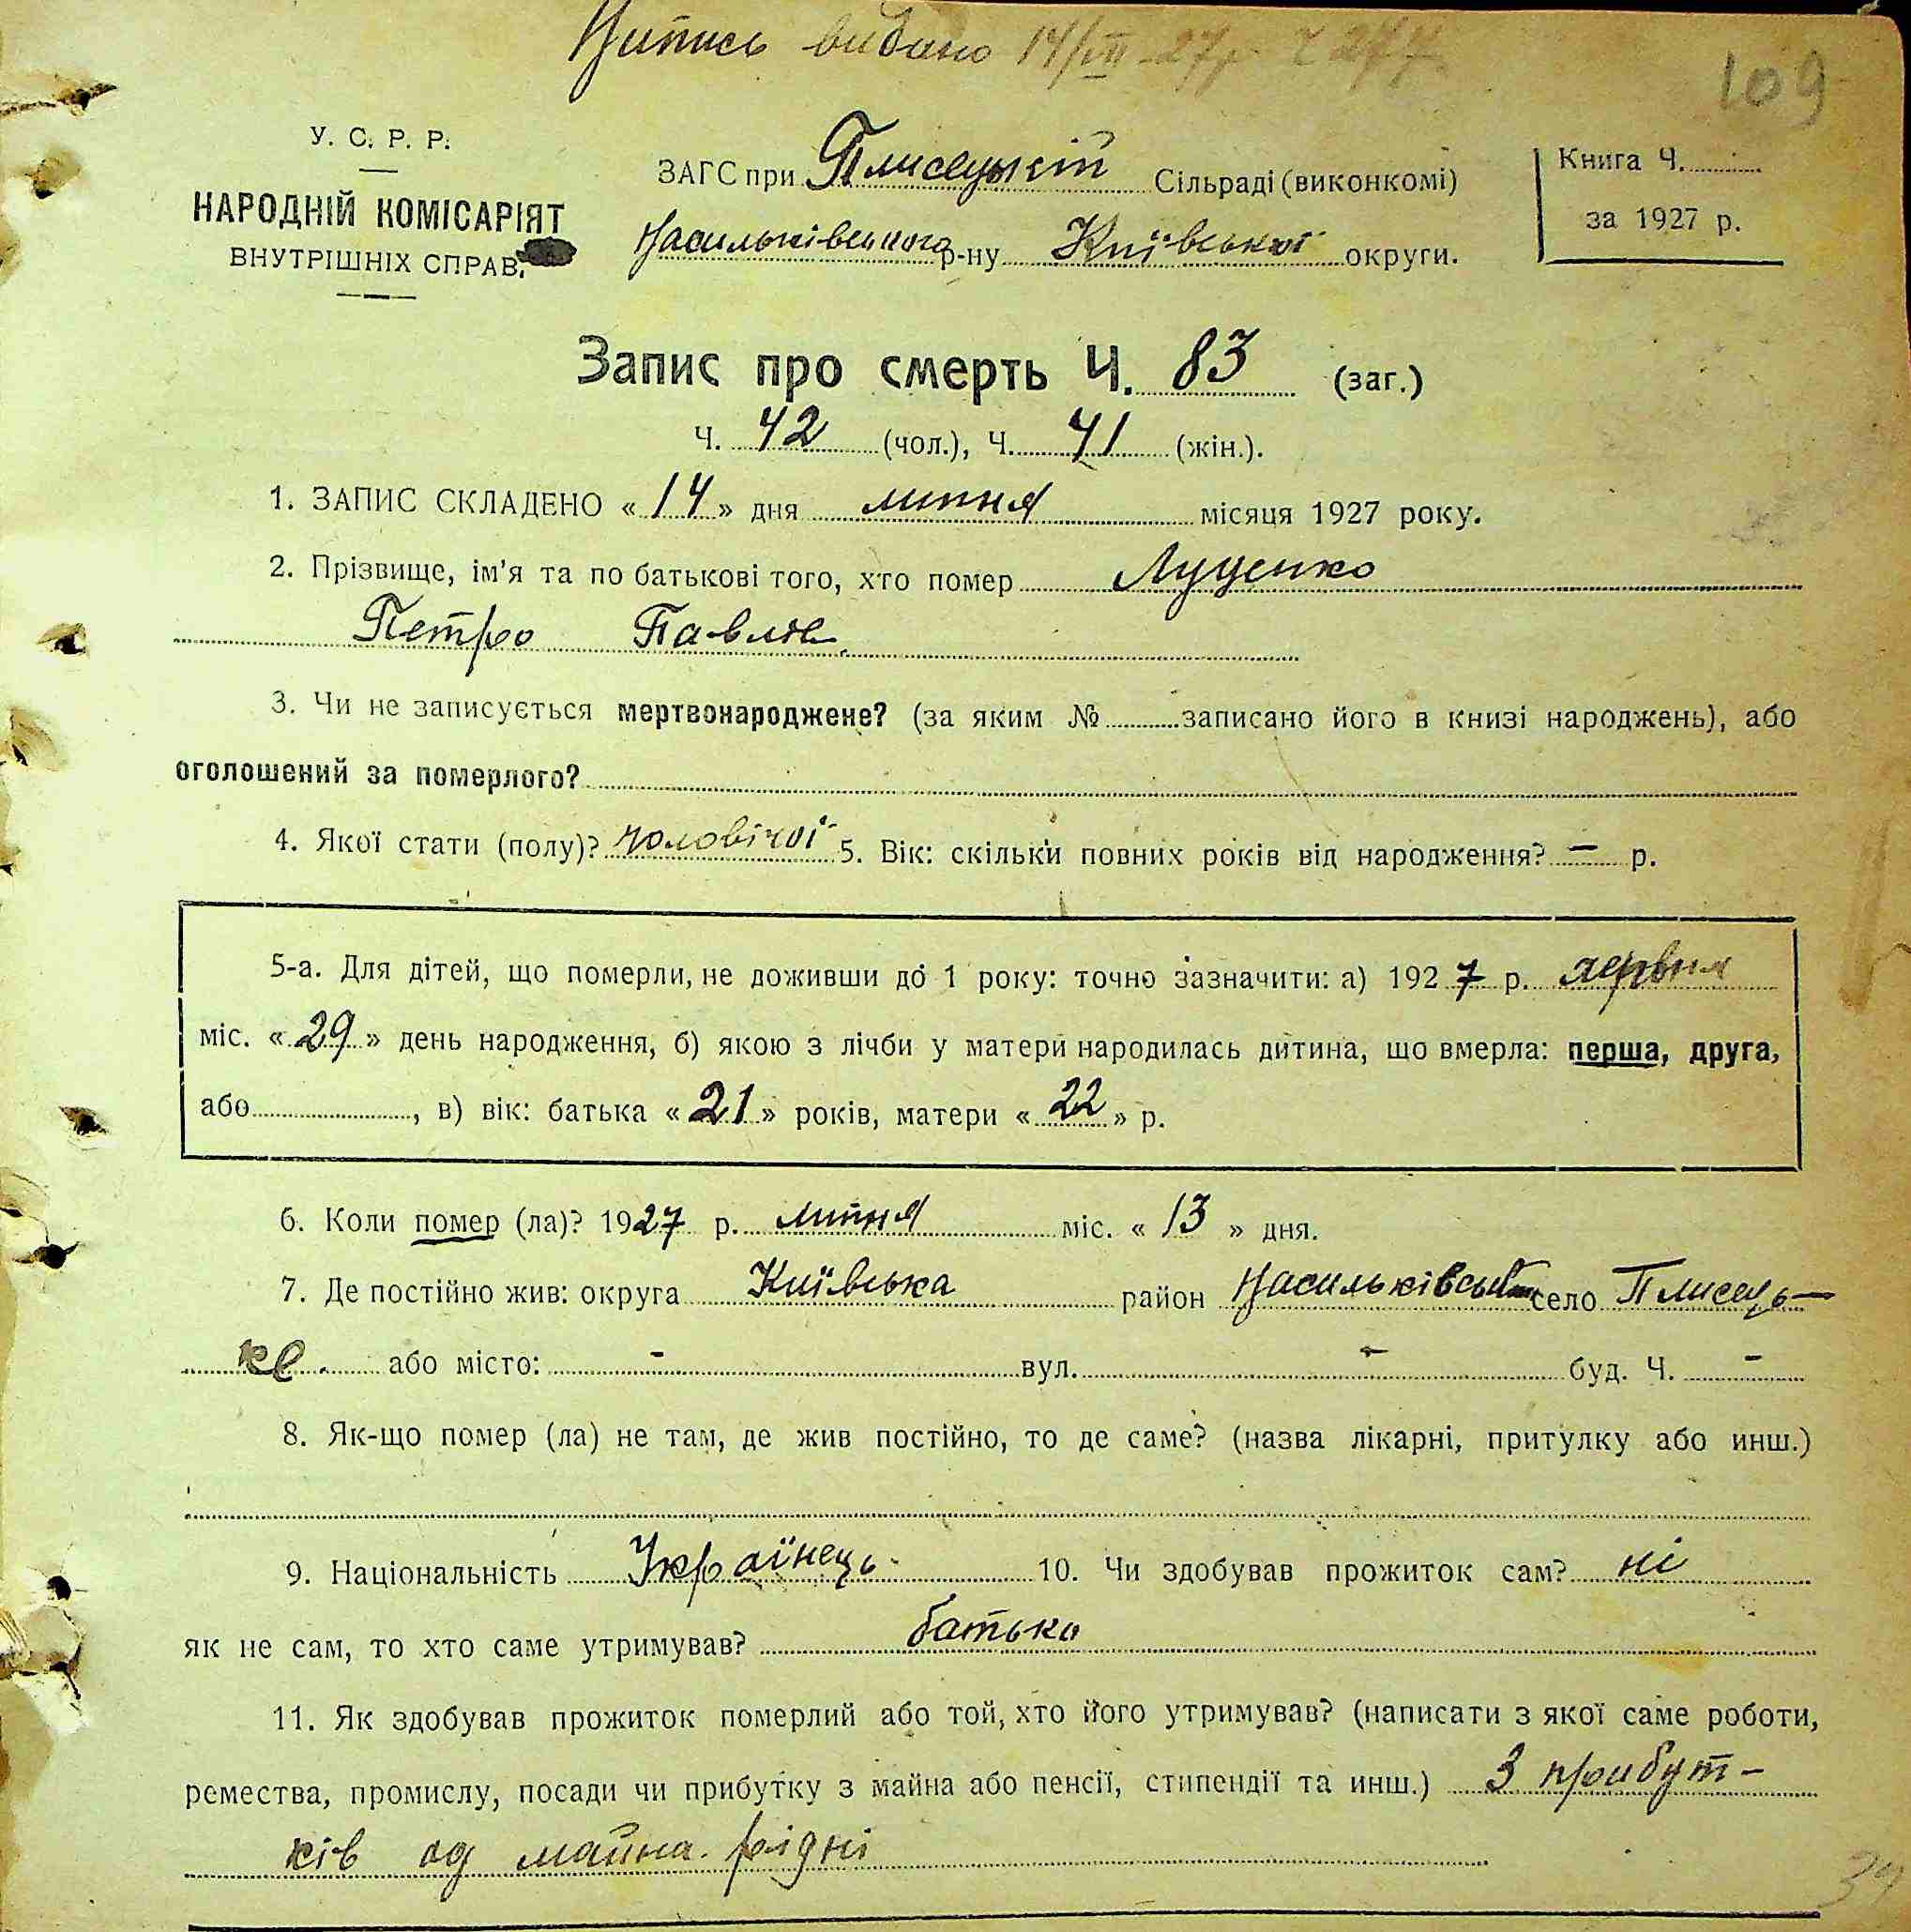 Випись видано 14/VII-27р Ч 277
109
У. С. Р. Р.
НАРОДНІЙ КОМІСАРІЯТ
ВНУТРІШНІХ СПРАВ.
ЗАГС при Плисецькій Сільраді (виконкомі)
Васильківського р-ну Київської округи.
Книга Ч.
за 1927 р.
Запис про смерть Ч. 83 (заг.)
Ч. 42 (чол.), Ч. 41 (жін.).
1. ЗАПИС СКЛАДЕНО «14» дня липня місяця 1927 року.
2. Прізвище, ім'я та по батькові того, хто помер Луценко
Петро Павлов.
3. Чи не записується мертвонароджене? (за яким № записано його в книзі народжень), або
оголошений за померлого?
4. Якої стати (полу)? чоловічої 5. Вік: скільки повних років від народження? – р.
5-а. Для дітей, що померли, не доживши до 1 року: точно зазначити: а) 1927 р. червня
міс. «29» день народження, б) якою з лічби у матери народилась дитина, що вмерла: перша, друга,
або , в) вік: батька «21» років, матери «22» р.
6. Коли помер (ла)? 1927 р. липня міс. «13» дня.
7. Де постійно жив: округа Київська район Васильківський село Плисець-
ке. або місто: - вул. - буд. Ч. -
8. Як-що помер (ла) не там, де жив постійно, то де саме? (назва лікарні, притулку або инш.)
9. Національність Українець 10. Чи здобував прожиток сам? ні
як не сам, то хто саме утримував? батько
11. Як здобував прожиток померлий або той, хто його утримував? (написати з якої саме роботи,
ремества, промислу, посади чи прибутку з майна або пенсії, стипендії та инш.) З прибут-
ків од майна рідні